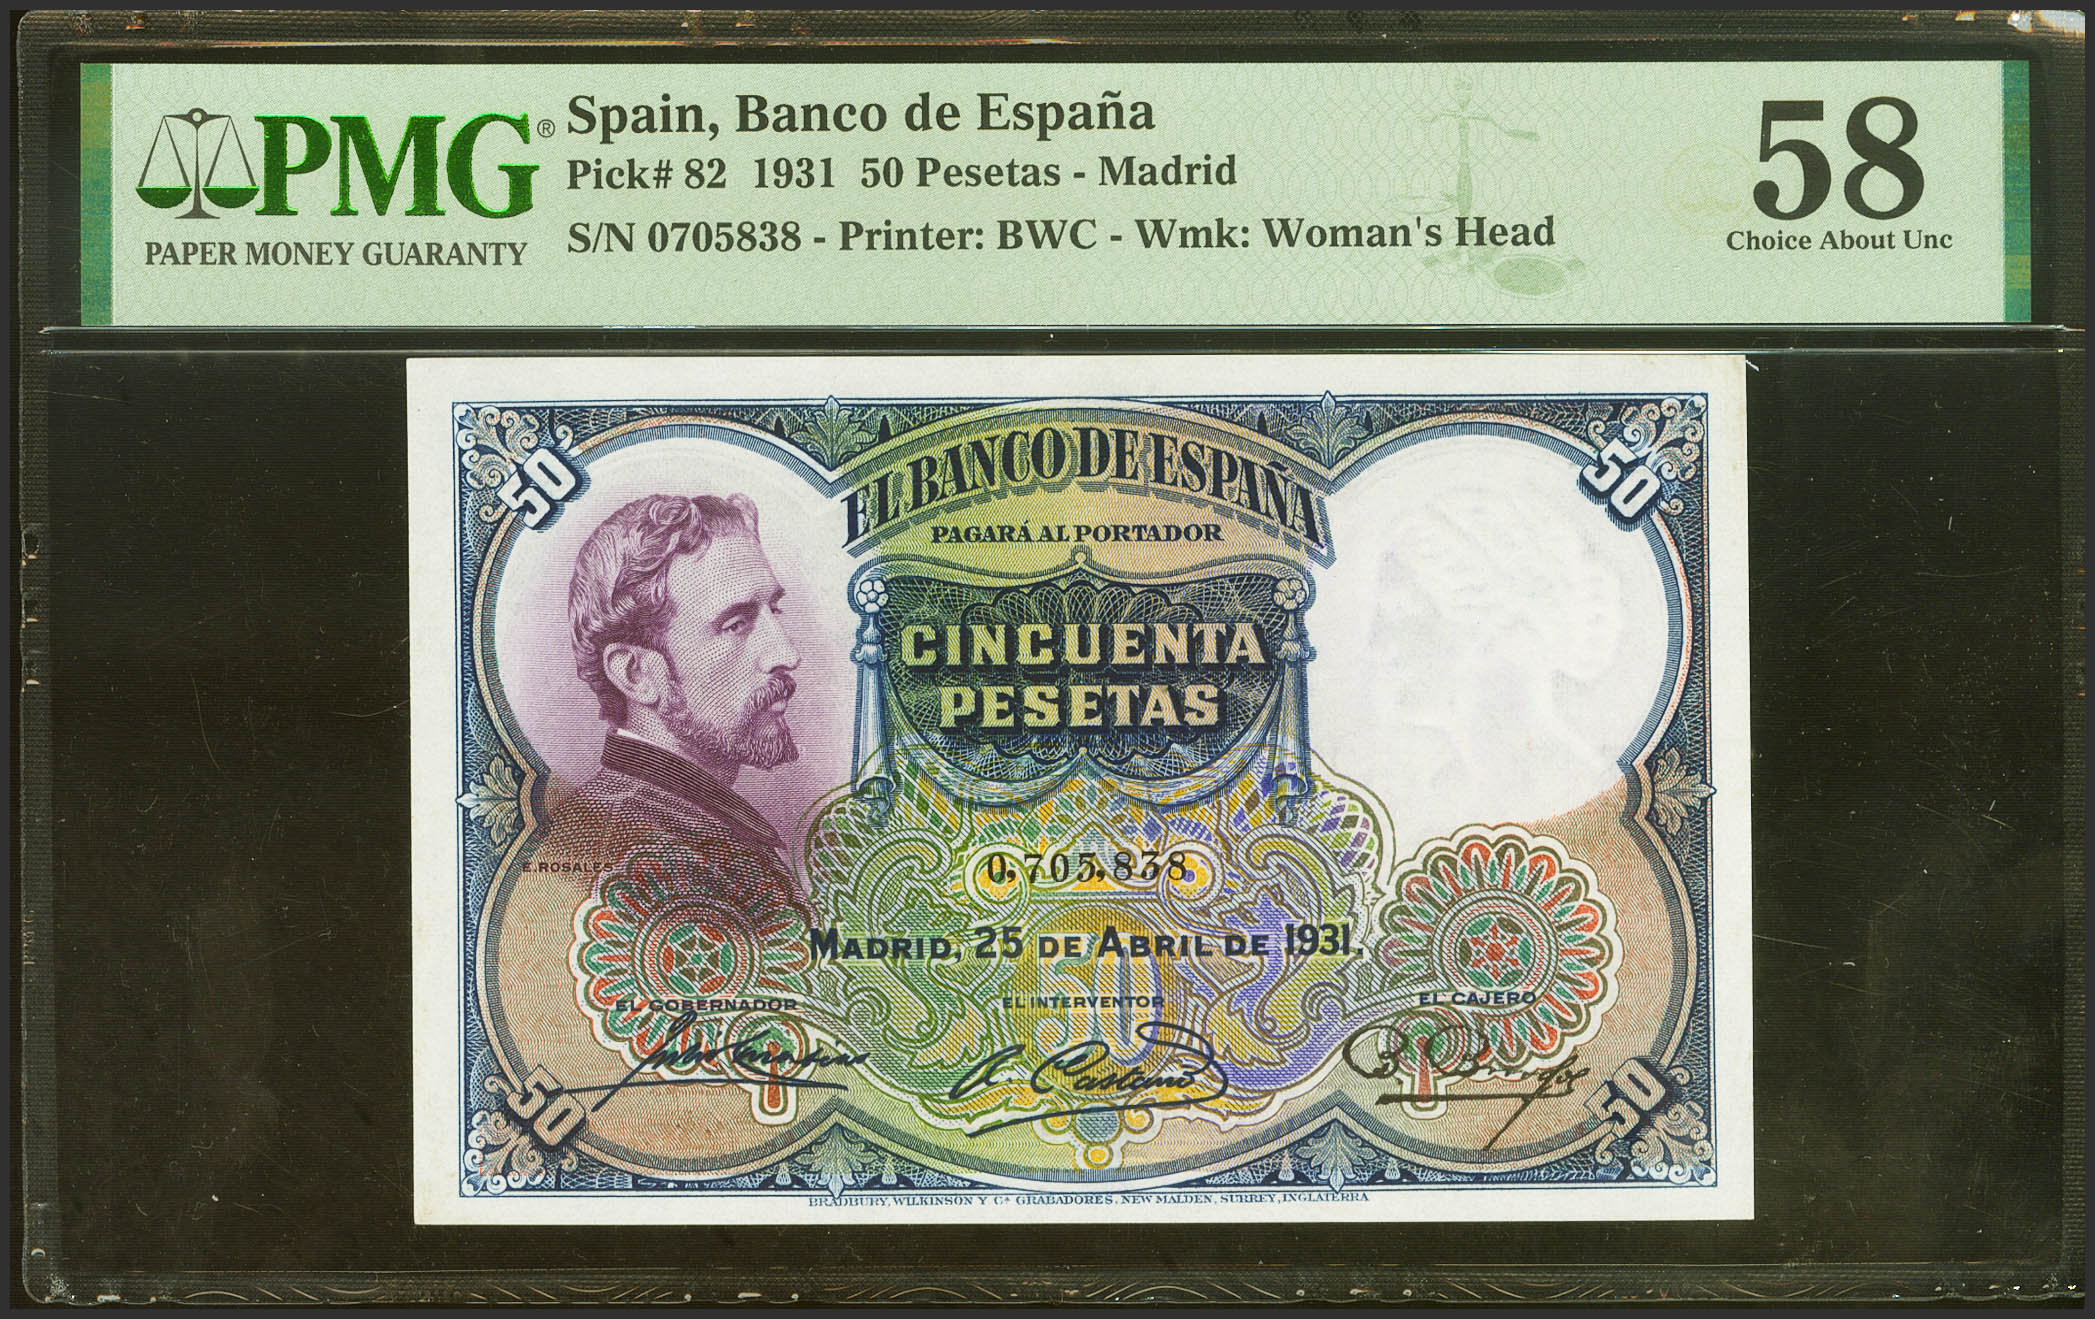 PMG®
PAPER MONEY GUARANTY
Spain, Banco de España
Pick# 82 1931 50 Pesetas - Madrid
S/N 0705838 - Printer: BWC - Wmk: Woman's Head
58
Choice About Unc
50
50
EL BANCO DE ESPAÑA
PAGARÁ AL PORTADOR
CINCUENTA
PESETAS
E. ROSALES
0,705,838
MADRID, 25 DE ABRIL DE 1931.
50
EL GOBERNADOR
EL INTERVENTOR
EL CAJERO
50
50
BRADBURY, WILKINSON Y Cª GRABADORES, NEW MALDEN, SURREY, INGLATERRA